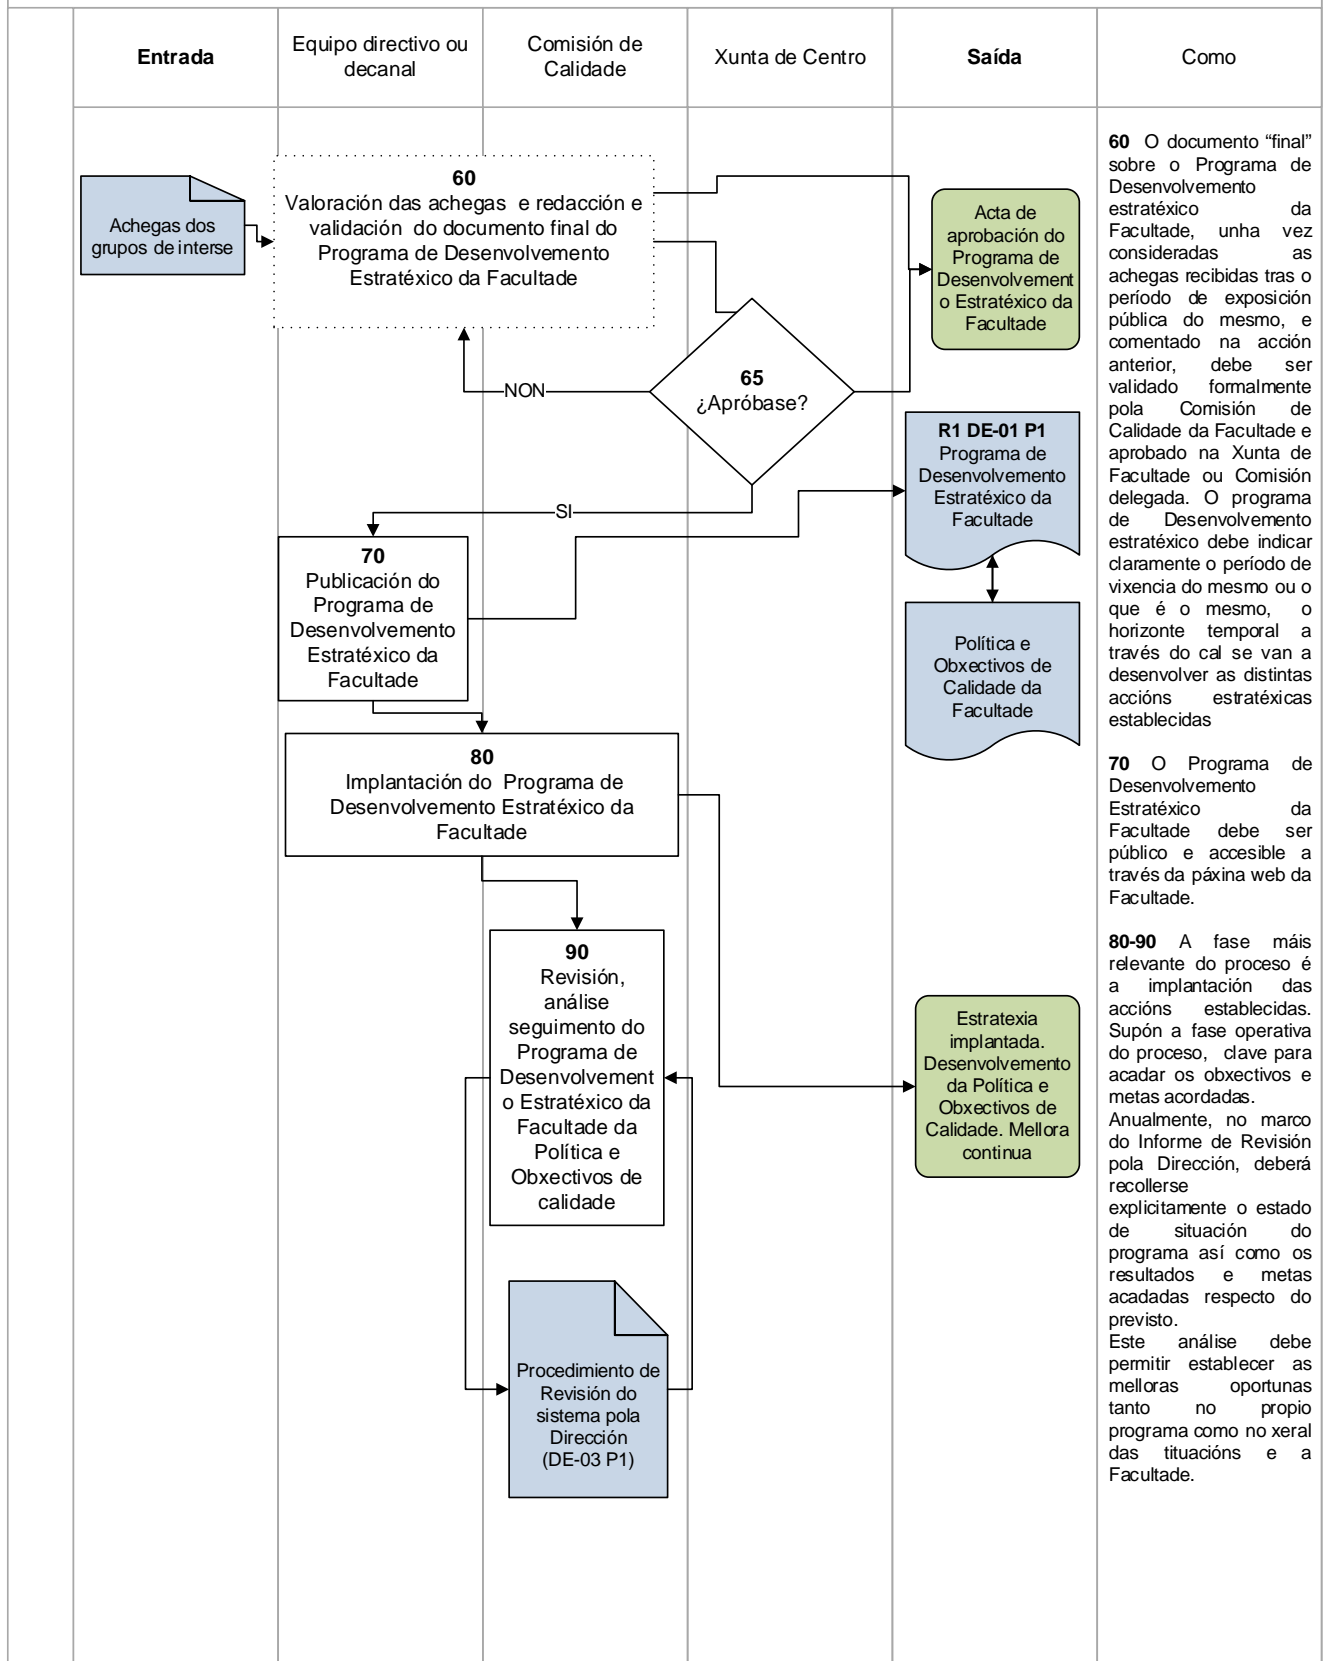 Entrada
Equipo directivo ou
decanal
Comisión de
Calidade
Xunta de Centro
Saída
Como
Achegas dos
grupos de interse
60
Valoración das achegas e redacción e
validación do documento final do
Programa de Desenvolvemento
Estratéxico da Facultade
Acta de
aprobación do
Programa de
Desenvolvement
o Estratéxico da
Facultade
65
¿Apróbase?
NON
SI
R1 DE-01 P1
Programa de
Desenvolvemento
Estratéxico da
Facultade
70
Publicación do
Programa de
Desenvolvemento
Estratéxico da
Facultade
Política e
Obxectivos de
Calidade da
Facultade
80
Implantación do Programa de
Desenvolvemento Estratéxico da
Facultade
90
Revisión,
análise
seguimento do
Programa de
Desenvolvement
o Estratéxico da
Facultade da
Política e
Obxectivos de
calidade
Estratexia
implantada.
Desenvolvemento
da Política e
Obxectivos de
Calidade. Mellora
continua
Procedimiento de
Revisión do
sistema pola
Dirección
(DE-03 P1)
60 O documento “final”
sobre o Programa de
Desenvolvemento
estratéxico da
Facultade, unha vez
consideradas as
achegas recibidas tras o
período de exposición
pública do mesmo, e
comentado na acción
anterior, debe ser
validado formalmente
pola Comisión de
Calidade da Facultade e
aprobado na Xunta de
Facultade ou Comisión
delegada. O programa
de Desenvolvemento
estratéxico debe indicar
claramente o período de
vixencia do mesmo ou o
que é o mesmo, o
horizonte temporal a
través do cal se van a
desenvolver as distintas
accións estratéxicas
establecidas
70 O Programa de
Desenvolvemento
Estratéxico da
Facultade debe ser
público e accesible a
través da páxina web da
Facultade.
80-90 A fase máis
relevante do proceso é
a implantación das
accións establecidas.
Supón a fase operativa
do proceso, clave para
acadar os obxectivos e
metas acordadas.
Anualmente, no marco
do Informe de Revisión
pola Dirección, deberá
recollerse
explicitamente o estado
de situación do
programa así como os
resultados e metas
acadadas respecto do
previsto.
Este análise debe
permitir establecer as
melloras oportunas
tanto no propio
programa como no xeral
das tituacións e a
Facultade.